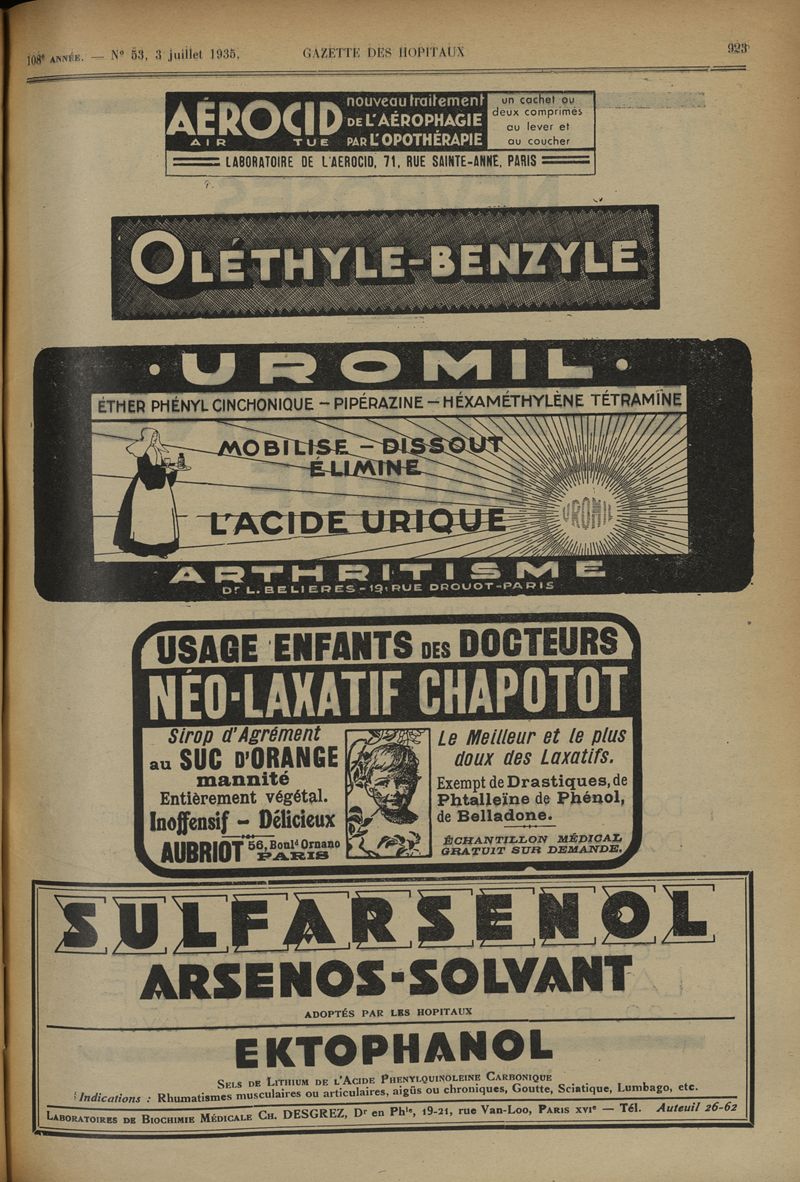 108e ANNÉE. — No 53, 3 juillet 1935. GAZETTE DES HOPITAUX 923
AÉROCID
AIR TUE
nouveau traitement
DE L'AÉROPHAGIE
PAR L'OPOTHÉRAPIE
un cachet ou
deux comprimés
au lever et
au coucher
LABORATOIRE DE L'AEROCID, 71, RUE SAINTE-ANNE, PARIS
OLÉTHYLE-BENZYLE
· UROMIL ·
ÉTHER PHÉNYL CINCHONIQUE – PIPÉRAZINE – HÉXAMÉTHYLÈNE TÉTRAMÎNE
MOBILISE – DISSOUT
ÉLIMINE
L'ACIDE URIQUE
UROMIL
ARTHRITISME
Dr L. BELIERES - 19, RUE DROUOT - PARIS
USAGE ENFANTS DES DOCTEURS
NÉO-LAXATIF CHAPOTOT
Sirop d'Agrément
au SUC D'ORANGE
mannité
Entièrement végétal.
Inoffensif – Délicieux
AUBRIOT 56, Bould Ornano
PARIS
Le Meilleur et le plus
doux des Laxatifs.
Exempt de Drastiques, de
Phtalleïne de Phénol,
de Belladone.
ÉCHANTILLON MÉDICAL
GRATUIT SUR DEMANDE.
SULFARSENOL
ARSENOS-SOLVANT
ADOPTÉS PAR LES HOPITAUX
EKTOPHANOL
SELS DE LITHIUM DE L'ACIDE PHENYLQUINOLEINE CARBONIQUE
Indications : Rhumatismes musculaires ou articulaires, aigûs ou chroniques, Goutte, Sciatique, Lumbago, etc.
LABORATOIRES DE BIOCHIMIE MÉDICALE CH. DESGREZ, Dr en Phie, 19-21, rue Van-Loo, PARIS XVIe — Tél. Auteuil 26-62